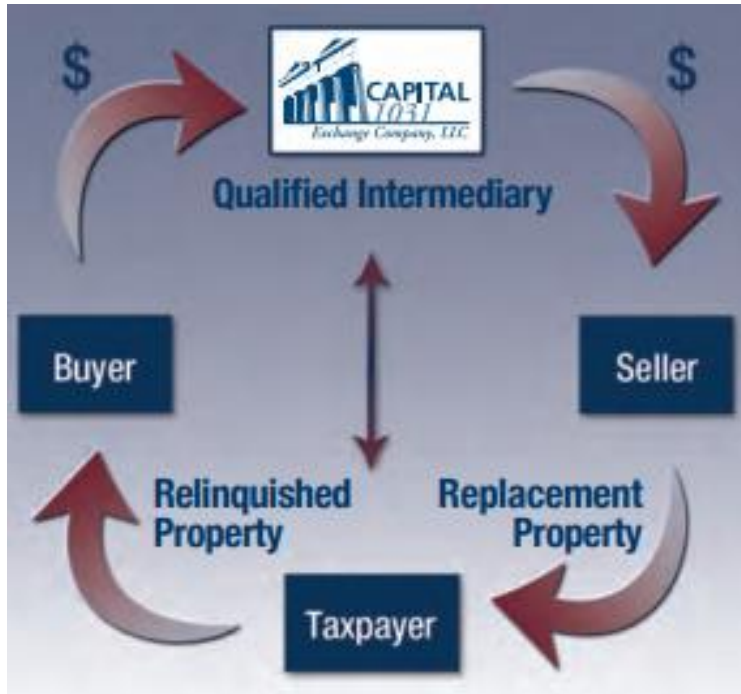 $
$
CAPITAL
1031
Exchange Company, LLC
Qualified Intermediary
Buyer
Seller
Relinquished
Property
Replacement
Property
Taxpayer